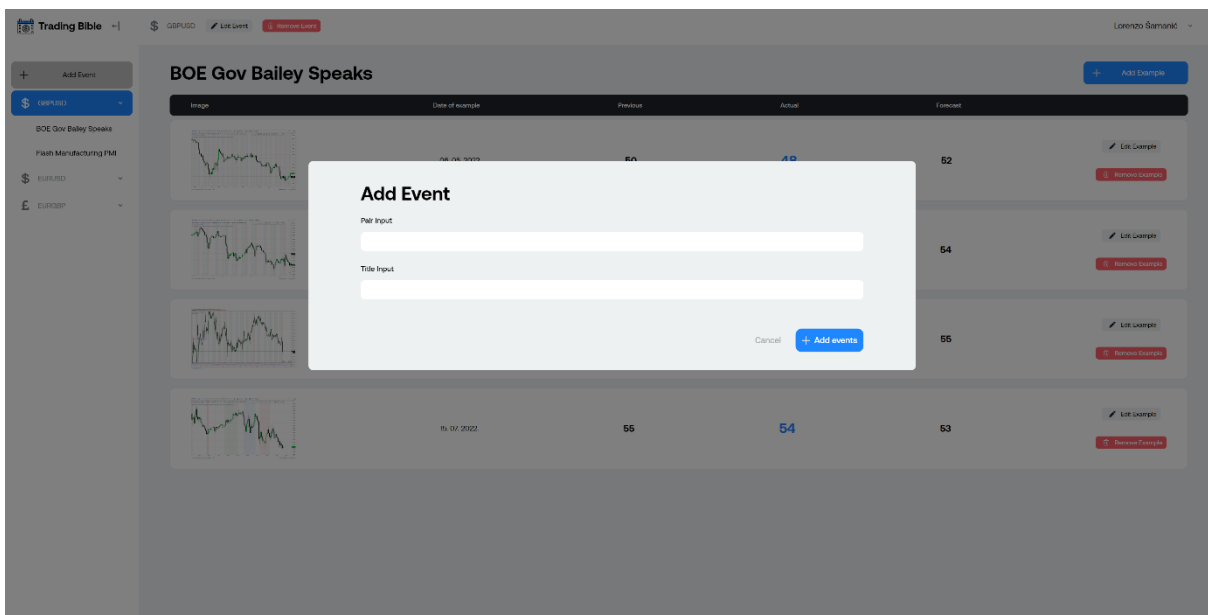 Trading Bible
GBPUSD Edit Event Remove Event
Lorenzo Šamanić
Add Event
GBPUSD
BOE Gov Bailey Speaks
Flash Manufacturing PMI
EURUSD
EURGBP
BOE Gov Bailey Speaks
Add Example
Image Date of example Previous Actual Forecast
52
Edit Example
Remove Example
54
Edit Example
Remove Example
55
Edit Example
Remove Example
15. 07. 2022. 55 54 53
Edit Example
Remove Example
Add Event
Pair Input
Title Input
Cancel + Add events